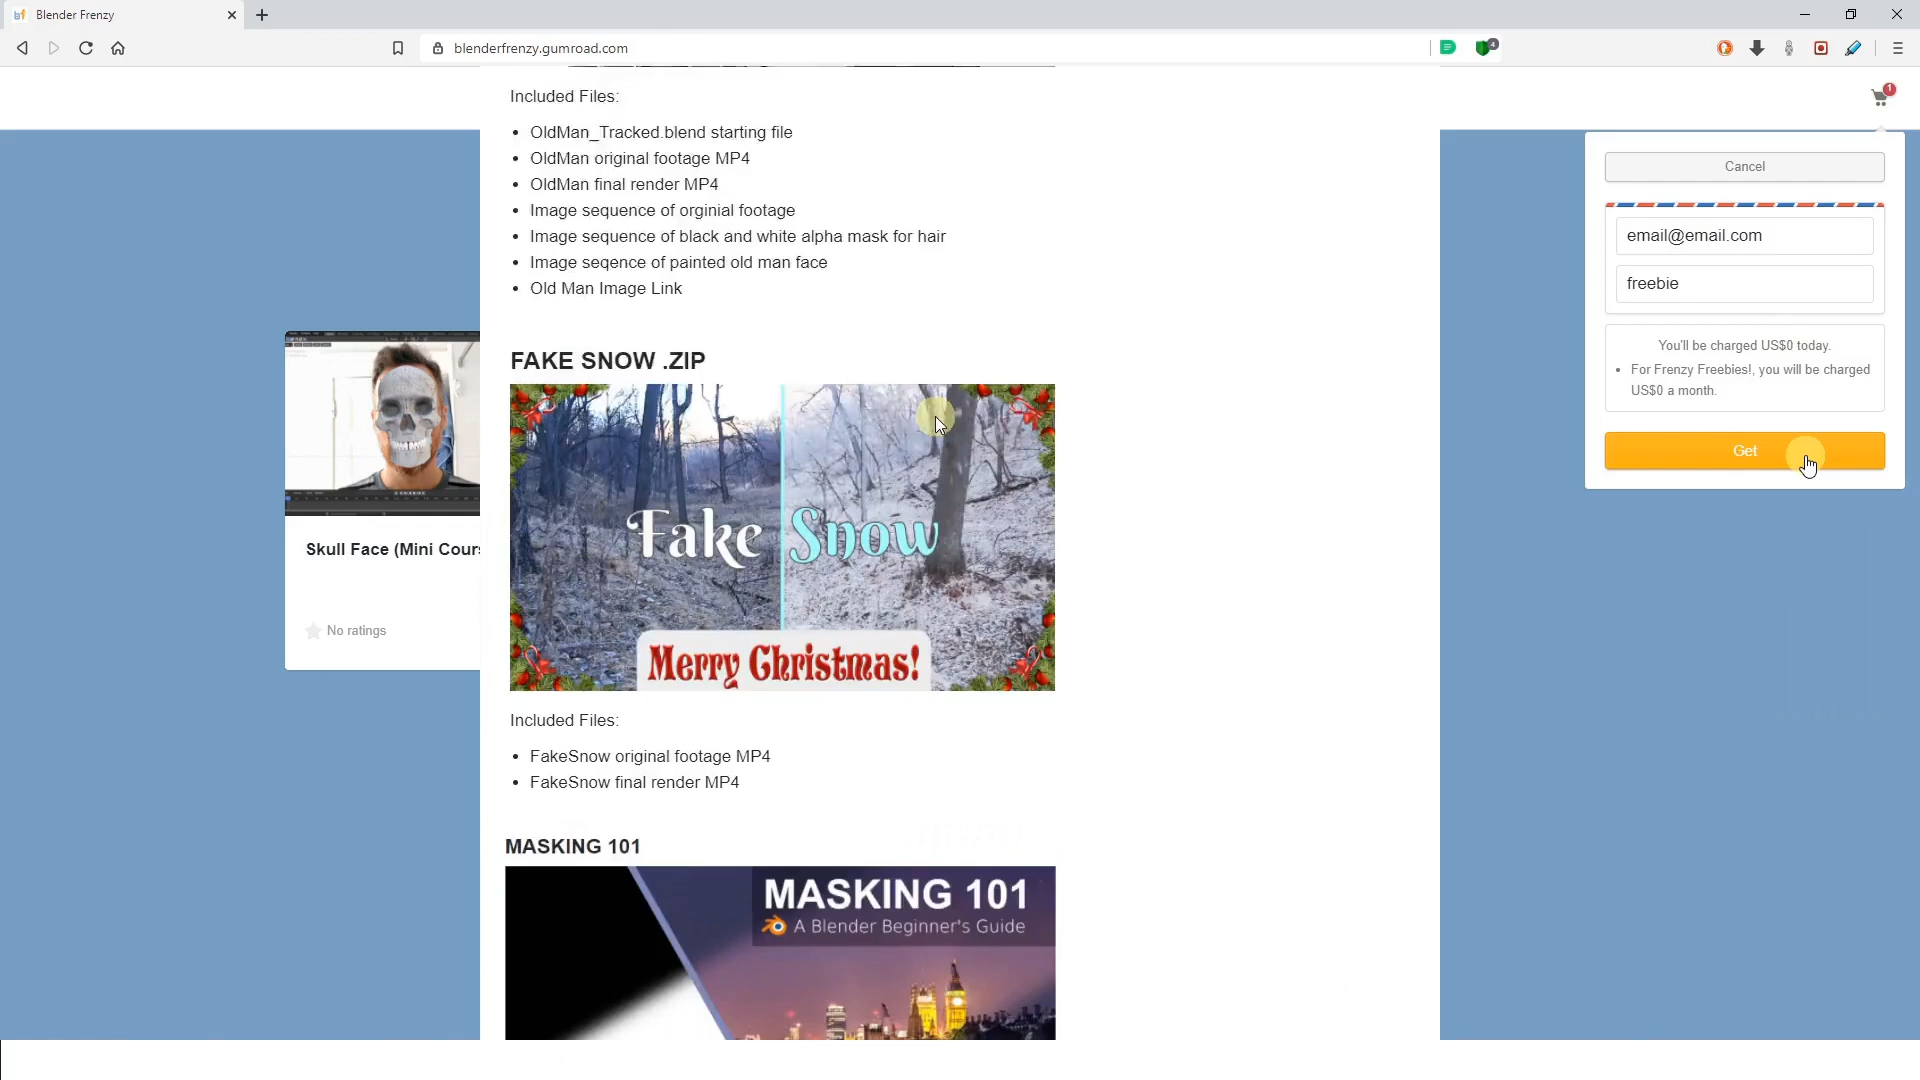 Blender Frenzy
blenderfrenzy.gumroad.com
4
1
Included Files:
OldMan_Tracked.blend starting file
OldMan original footage MP4
OldMan final render MP4
Image sequence of orginial footage
Image sequence of black and white alpha mask for hair
Image seqence of painted old man face
Old Man Image Link
Cancel
email@email.com
freebie
You'll be charged US$0 today.
For Frenzy Freebies!, you will be charged
US$0 a month.
Get
Skull Face (Mini Cours
No ratings
FAKE SNOW .ZIP
Fake Snow
Merry Christmas!
Included Files:
FakeSnow original footage MP4
FakeSnow final render MP4
MASKING 101
MASKING 101
A Blender Beginner's Guide